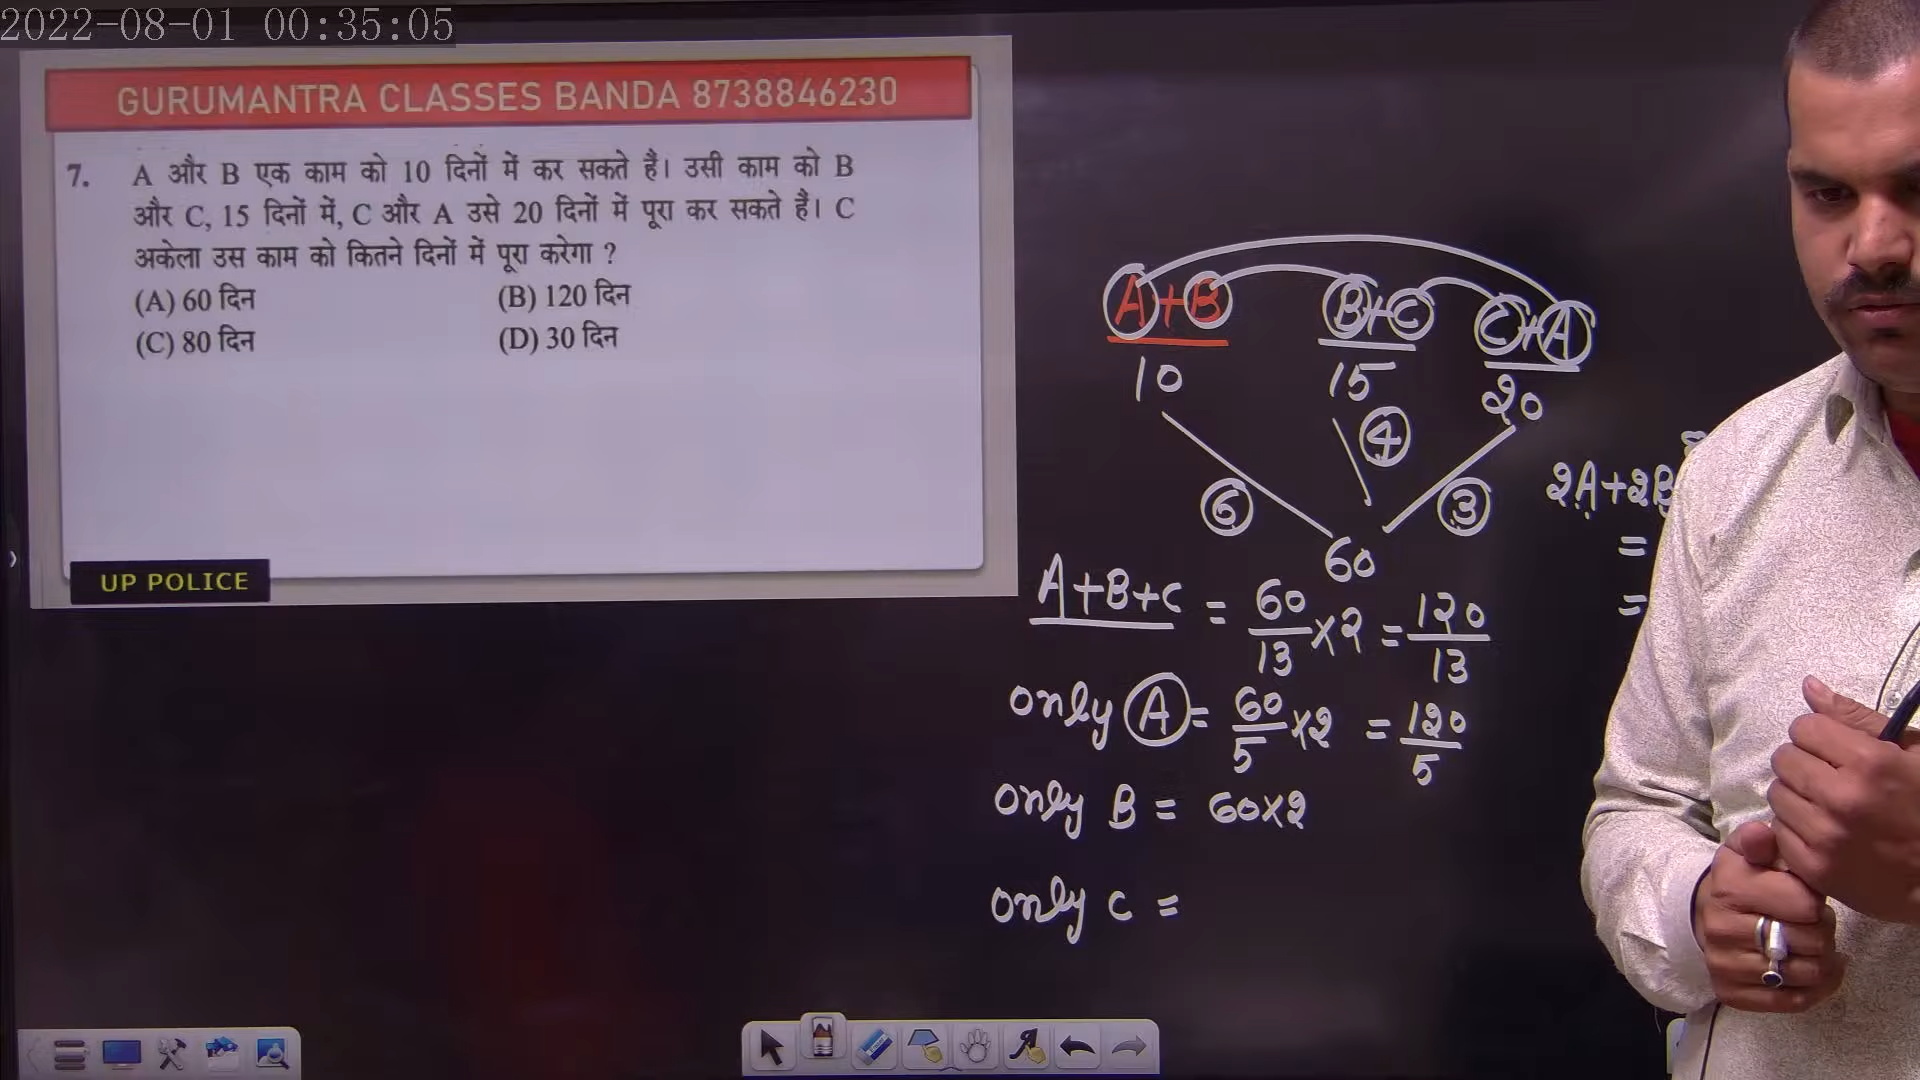 2022-08-01 00:35:05
GURUMANTRA CLASSES BANDA 8738846230
7. A और B एक काम को 10 दिनों में कर सकते हैं। उसी काम को B
और C, 15 दिनों में, C और A उसे 20 दिनों में पूरा कर सकते हैं। C
अकेला उस काम को कितने दिनों में पूरा करेगा ?
(A) 60 दिन (B) 120 दिन
(C) 80 दिन (D) 30 दिन
UP POLICE
A+B B+C C+A
10 15 20
4
6 3
60
2A+2B
=
=
A+B+C = 60/13 ×2 = 120/13
only A = 60/5 ×2 = 120/5
only B = 60×2
only C =